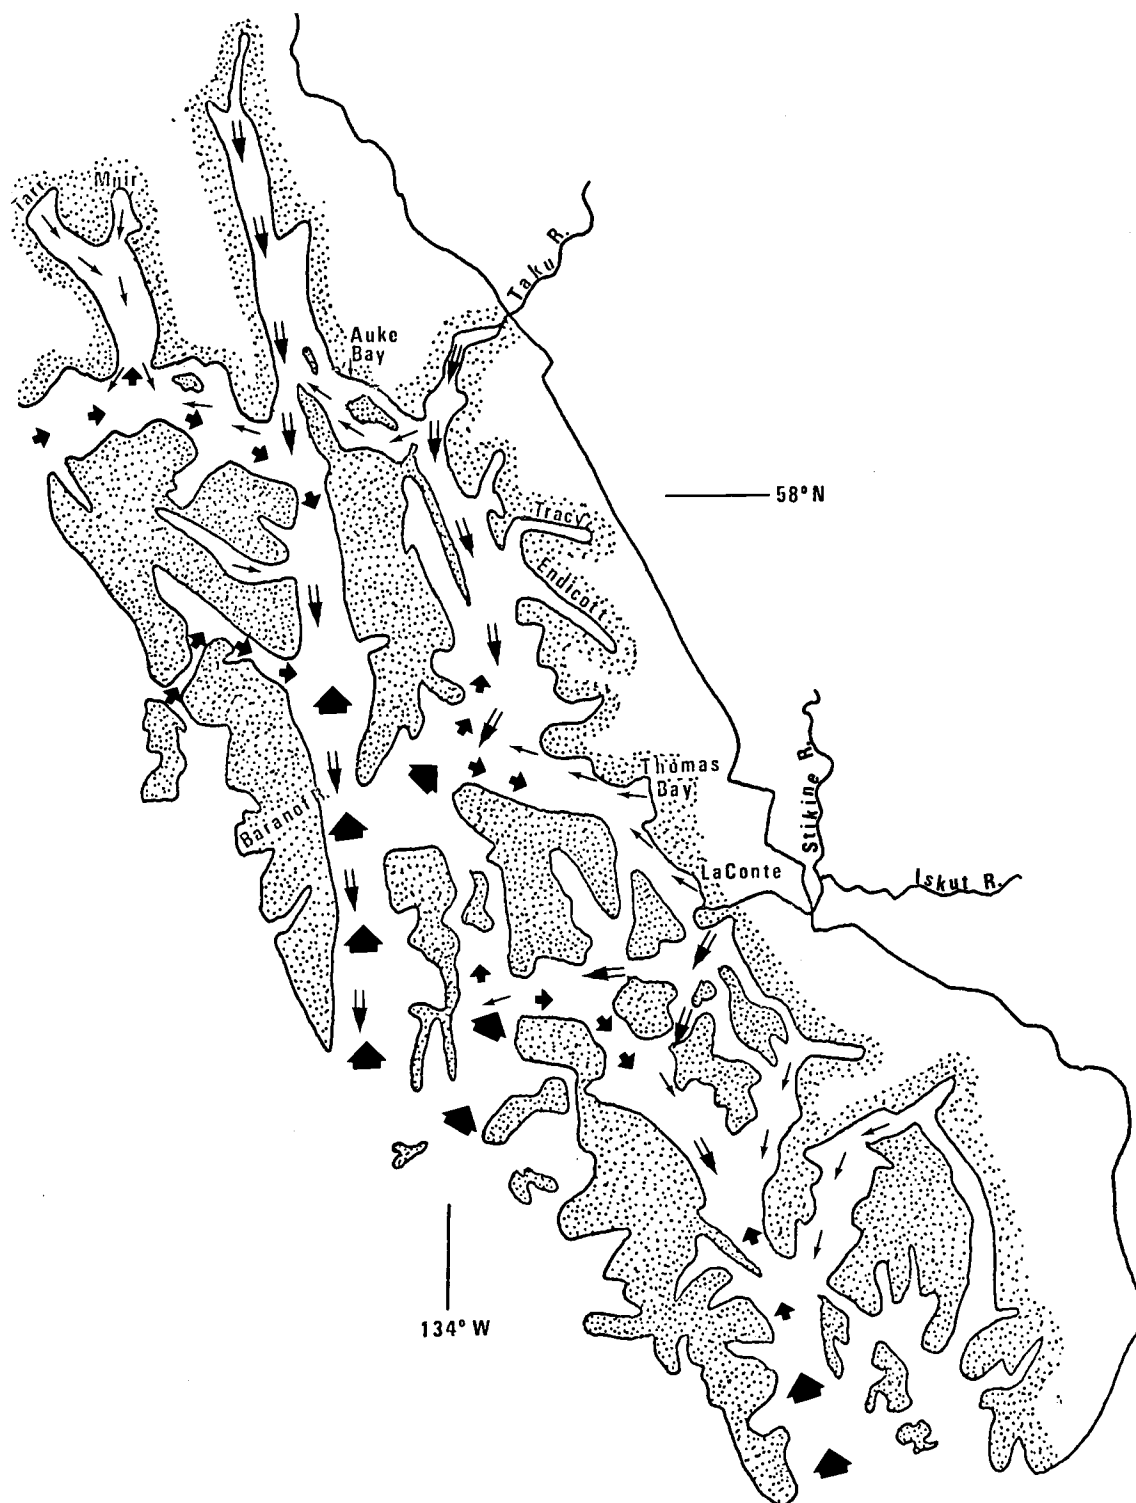 Tarr
Muir
Taku R.
Auke
Bay
58° N
Tracy
Endicott
Thomas
Bay
Stikine R.
Baranof R.
LaConte
Iskut R.
134° W